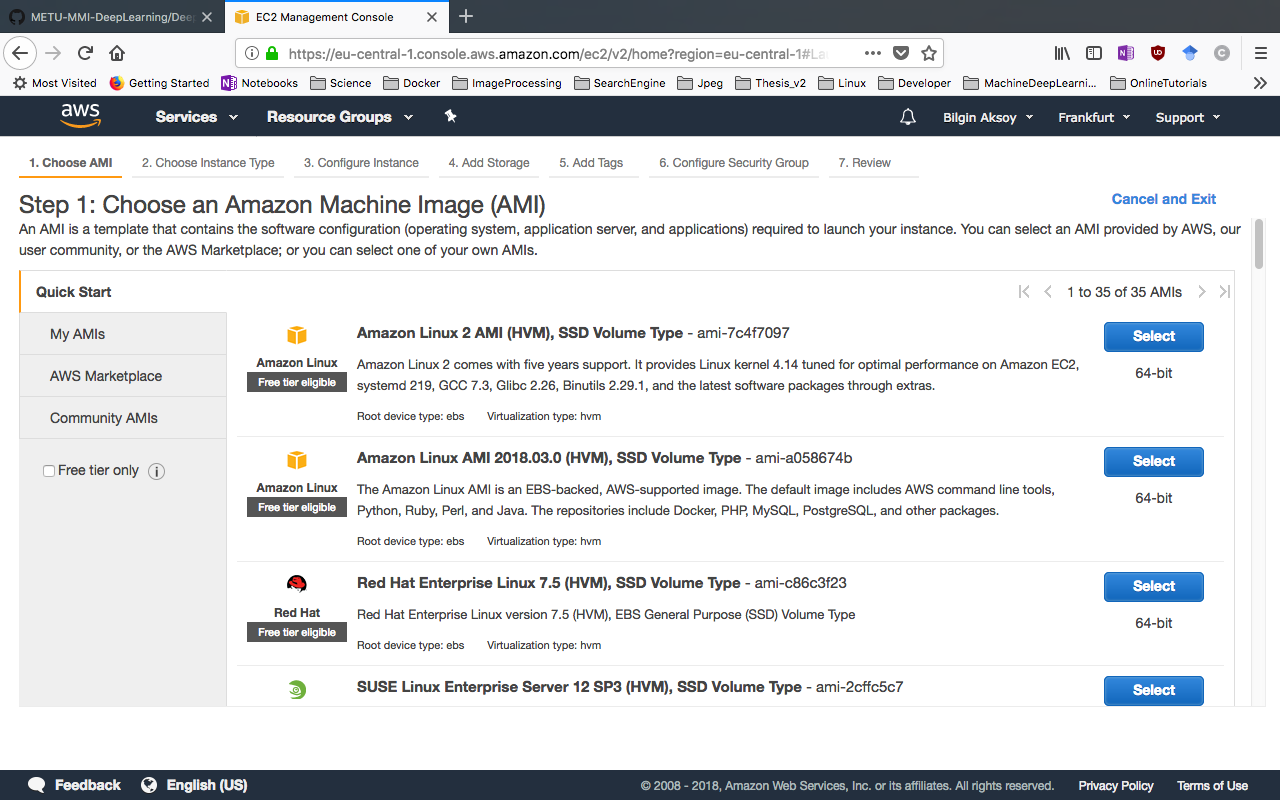 METU-MMI-DeepLearning/Deep
EC2 Management Console
https://eu-central-1.console.aws.amazon.com/ec2/v2/home?region=eu-central-1#La
Most Visited Getting Started Notebooks Science Docker ImageProcessing SearchEngine Jpeg Thesis_v2 Linux Developer MachineDeepLearni... OnlineTutorials
aws Services Resource Groups Bilgin Aksoy Frankfurt Support
1. Choose AMI 2. Choose Instance Type 3. Configure Instance 4. Add Storage 5. Add Tags 6. Configure Security Group 7. Review
Step 1: Choose an Amazon Machine Image (AMI)
Cancel and Exit
An AMI is a template that contains the software configuration (operating system, application server, and applications) required to launch your instance. You can select an AMI provided by AWS, our
user community, or the AWS Marketplace; or you can select one of your own AMIs.
Quick Start
My AMIs
AWS Marketplace
Community AMIs
Free tier only
1 to 35 of 35 AMIs
Amazon Linux
Free tier eligible
Amazon Linux 2 AMI (HVM), SSD Volume Type - ami-7c4f7097
Amazon Linux 2 comes with five years support. It provides Linux kernel 4.14 tuned for optimal performance on Amazon EC2,
systemd 219, GCC 7.3, Glibc 2.26, Binutils 2.29.1, and the latest software packages through extras.
Root device type: ebs Virtualization type: hvm
Select
64-bit
Amazon Linux
Free tier eligible
Amazon Linux AMI 2018.03.0 (HVM), SSD Volume Type - ami-a058674b
The Amazon Linux AMI is an EBS-backed, AWS-supported image. The default image includes AWS command line tools,
Python, Ruby, Perl, and Java. The repositories include Docker, PHP, MySQL, PostgreSQL, and other packages.
Root device type: ebs Virtualization type: hvm
Select
64-bit
Red Hat
Free tier eligible
Red Hat Enterprise Linux 7.5 (HVM), SSD Volume Type - ami-c86c3f23
Red Hat Enterprise Linux version 7.5 (HVM), EBS General Purpose (SSD) Volume Type
Root device type: ebs Virtualization type: hvm
Select
64-bit
SUSE Linux Enterprise Server 12 SP3 (HVM), SSD Volume Type - ami-2cffc5c7
Select
Feedback English (US) © 2008 - 2018, Amazon Web Services, Inc. or its affiliates. All rights reserved. Privacy Policy Terms of Use